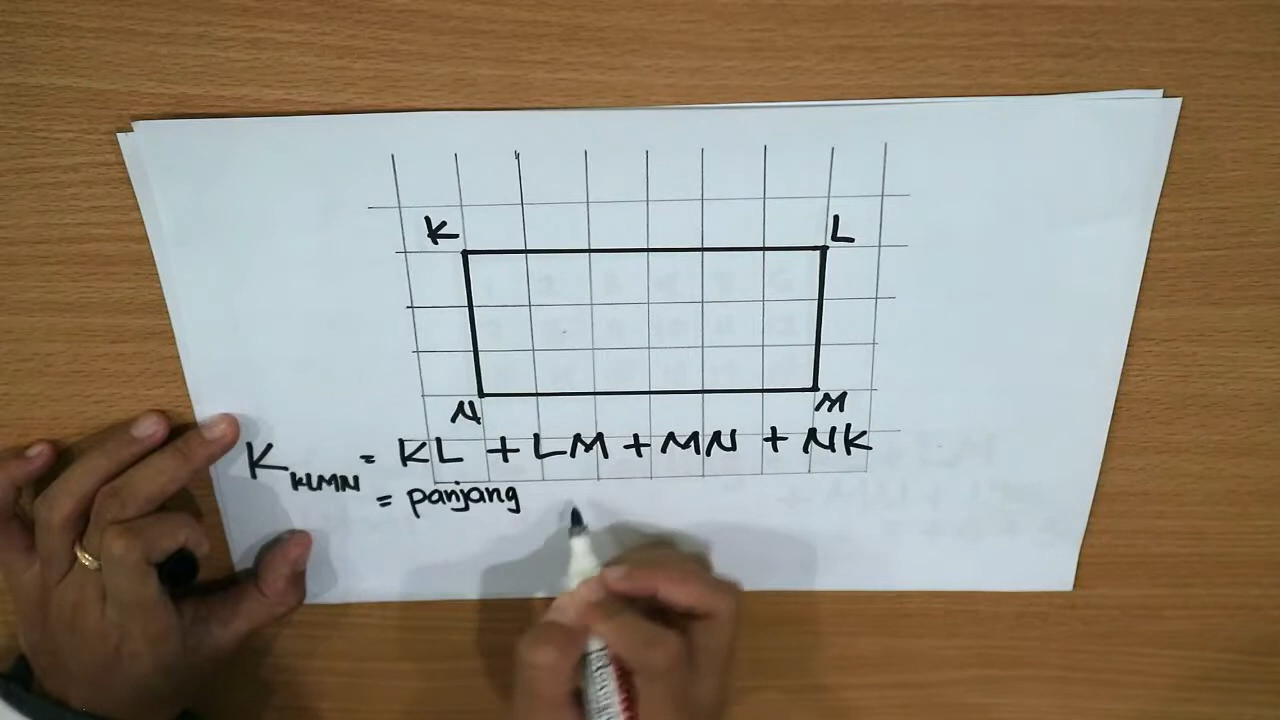 K L
N M
K KLMN = KL + LM + MN + NK
= panjang